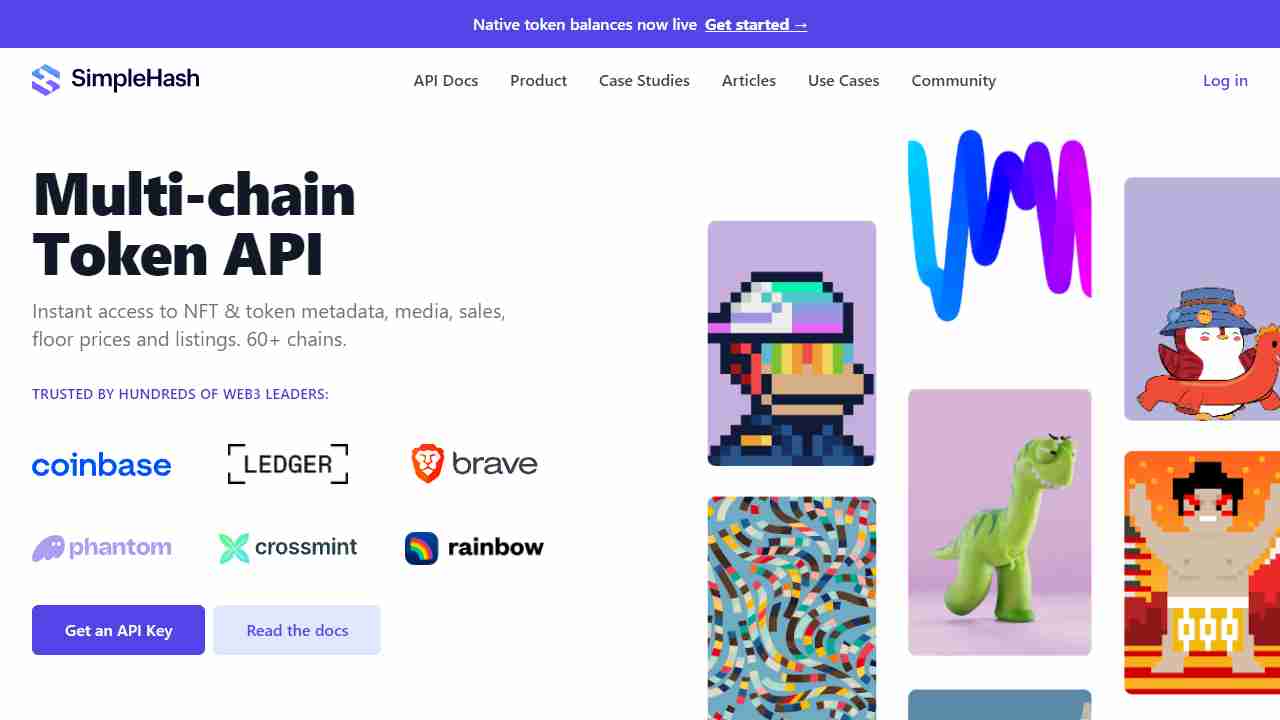 Native token balances now live Get started →
SimpleHash
API Docs
Product
Case Studies
Articles
Use Cases
Community
Log in
Multi-chain
Token API
Instant access to NFT & token metadata, media, sales,
floor prices and listings. 60+ chains.
TRUSTED BY HUNDREDS OF WEB3 LEADERS:
coinbase
LEDGER
brave
phantom
crossmint
rainbow
Get an API Key
Read the docs